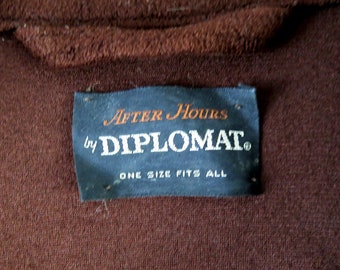 AFTER HOURS
by DIPLOMAT®
ONE SIZE FITS ALL